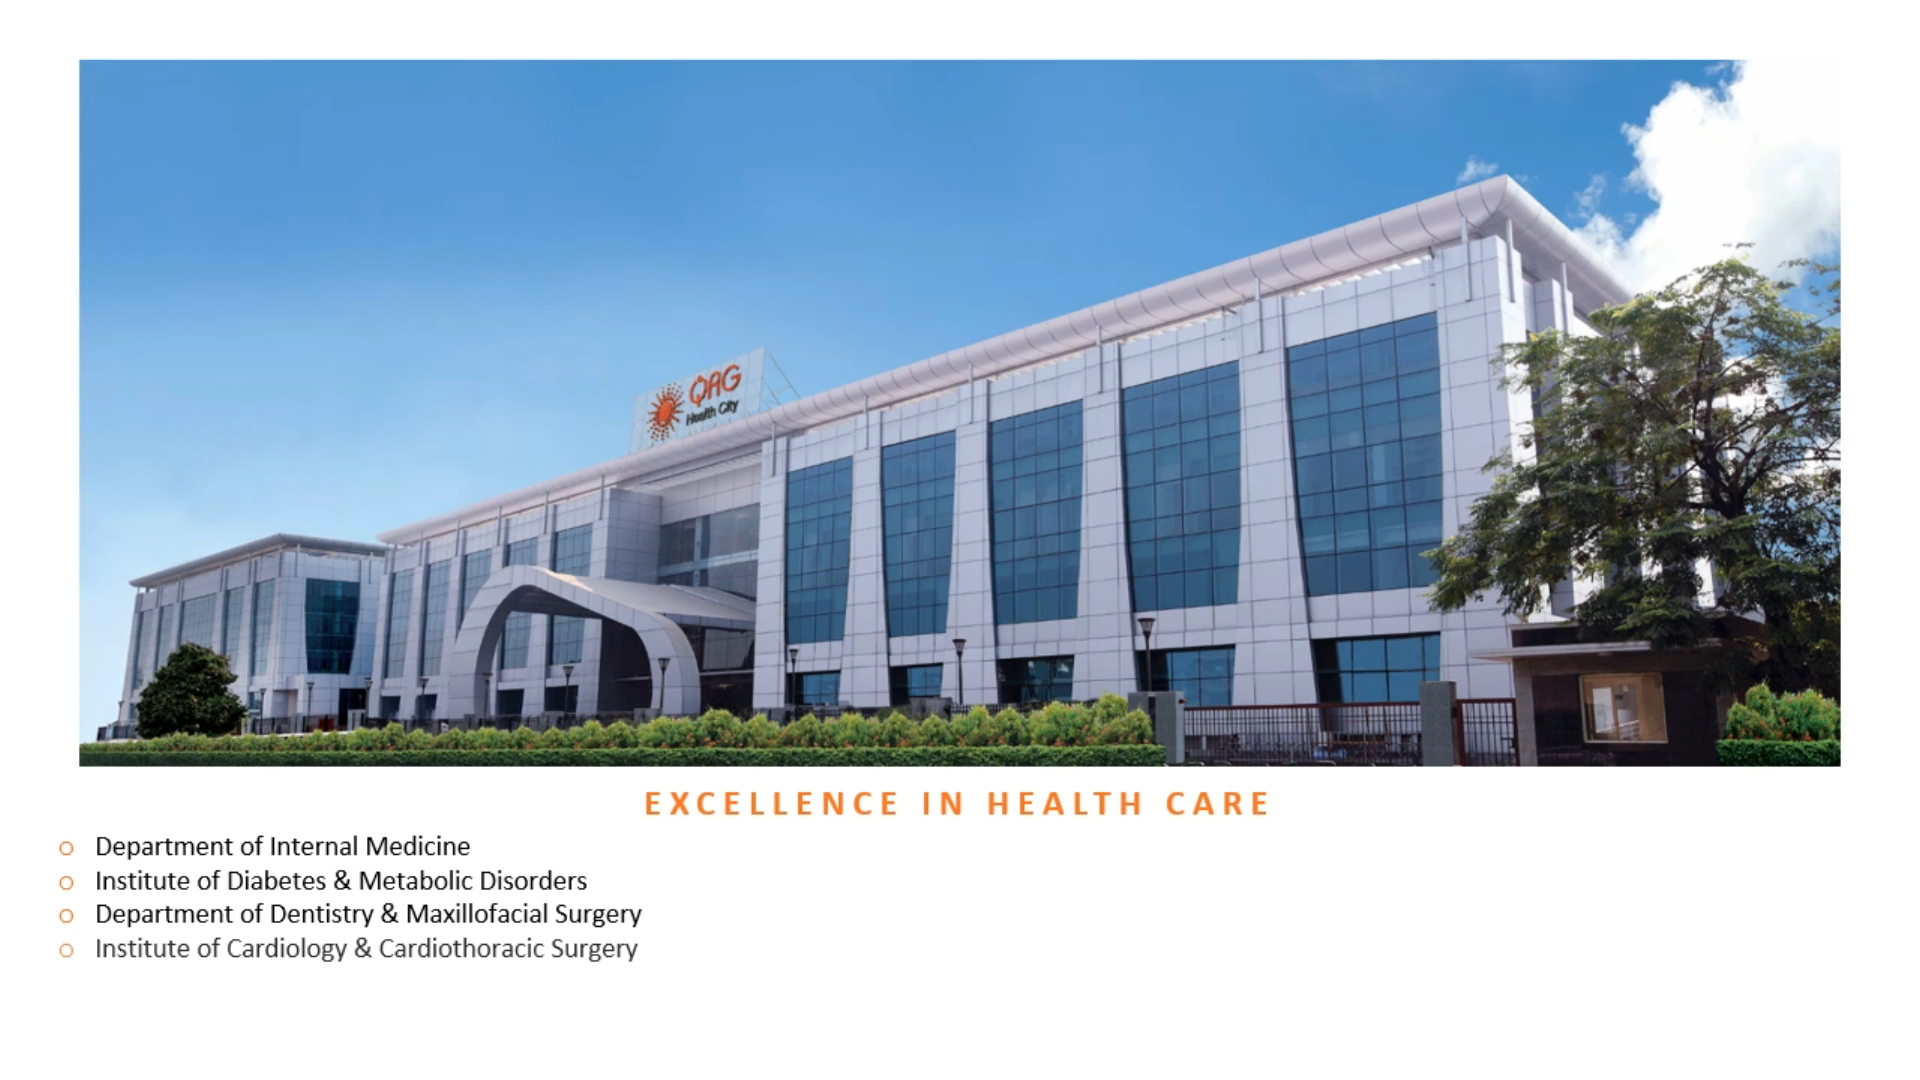 QAG
Health City
EXCELLENCE IN HEALTH CARE
Department of Internal Medicine
Institute of Diabetes & Metabolic Disorders
Department of Dentistry & Maxillofacial Surgery
Institute of Cardiology & Cardiothoracic Surgery